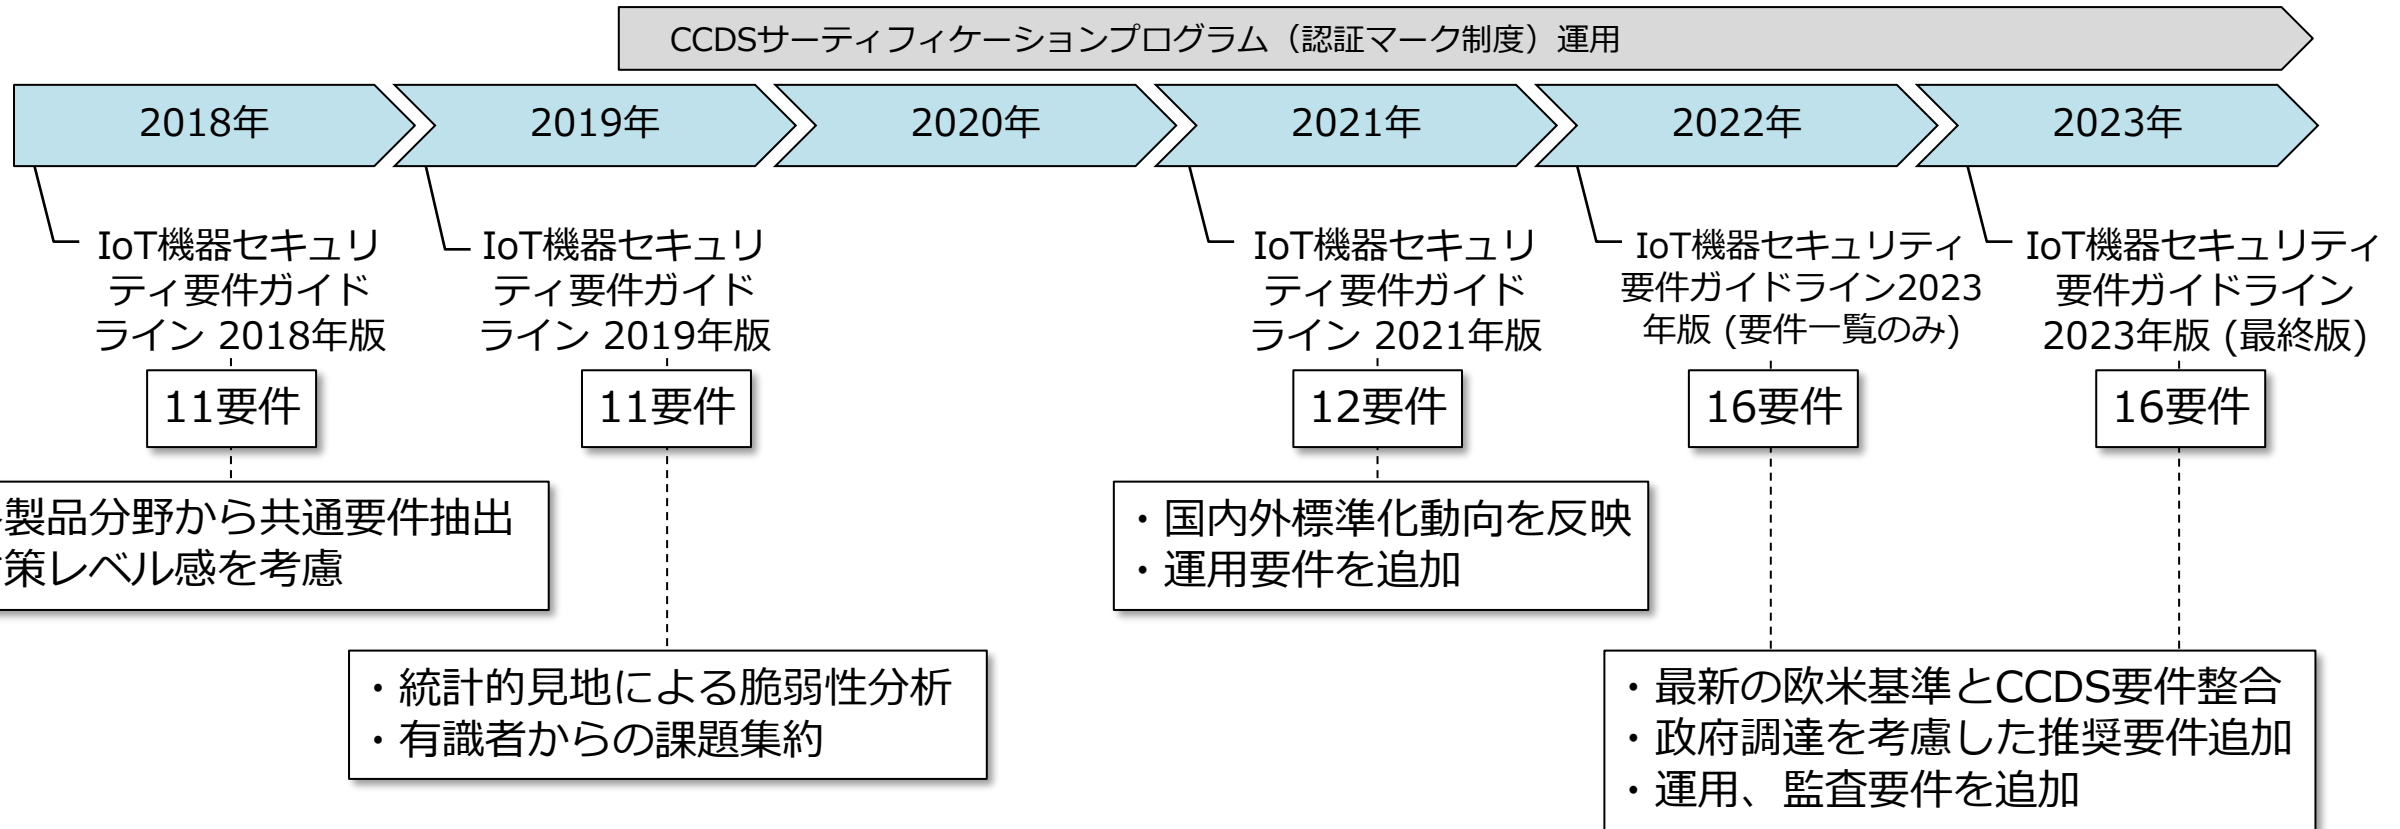 CCDSサーティフィケーションプログラム（認証マーク制度）運用
2018年
2019年
2020年
2021年
2022年
2023年
IoT機器セキュリ
ティ要件ガイド
ライン 2018年版
IoT機器セキュリ
ティ要件ガイド
ライン 2019年版
IoT機器セキュリ
ティ要件ガイド
ライン 2021年版
IoT機器セキュリティ
要件ガイドライン2023
年版 (要件一覧のみ)
IoT機器セキュリティ
要件ガイドライン
2023年版 (最終版)
11要件
11要件
12要件
16要件
16要件
製品分野から共通要件抽出
策レベル感を考慮
・国内外標準化動向を反映
・運用要件を追加
・統計的見地による脆弱性分析
・有識者からの課題集約
・最新の欧米基準とCCDS要件整合
・政府調達を考慮した推奨要件追加
・運用、監査要件を追加